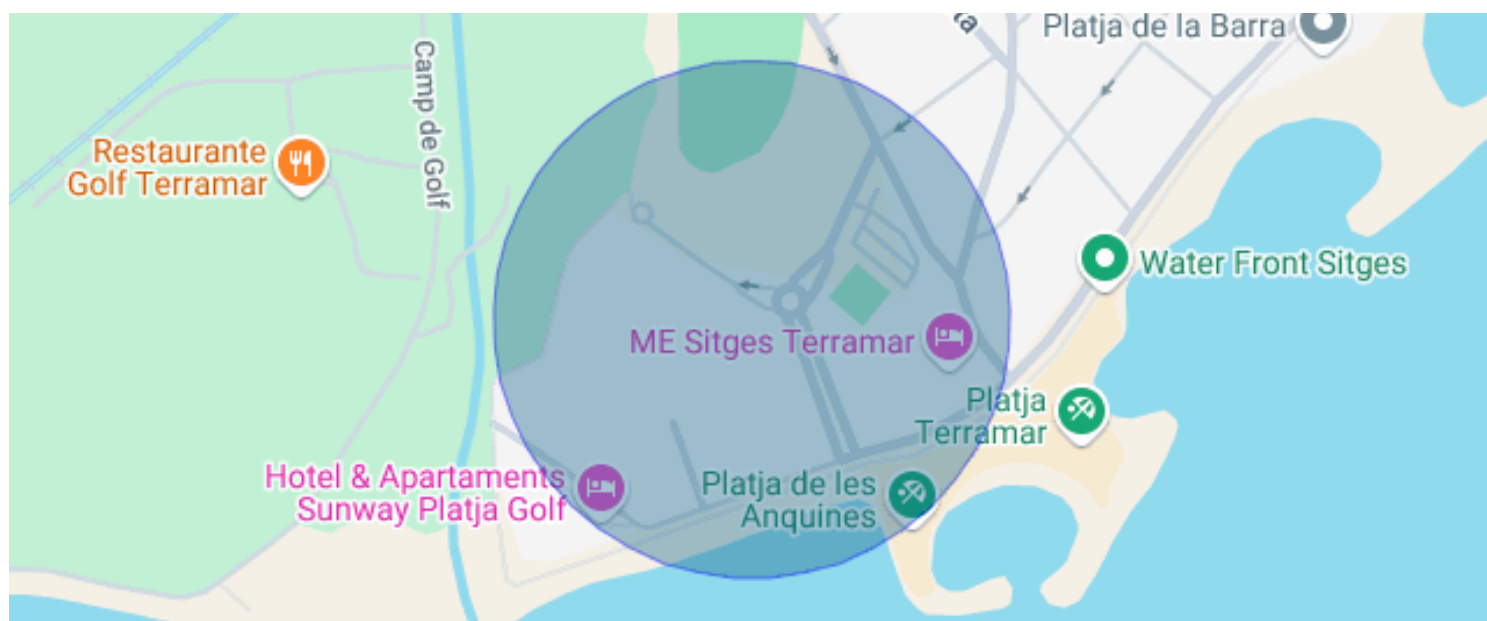 Platja de la Barra
Camp de Golf
Restaurante
Golf Terramar
Water Front Sitges
ME Sitges Terramar
Platja
Terramar
Hotel & Apartaments
Sunway Platja Golf
Platja de les
Anquines